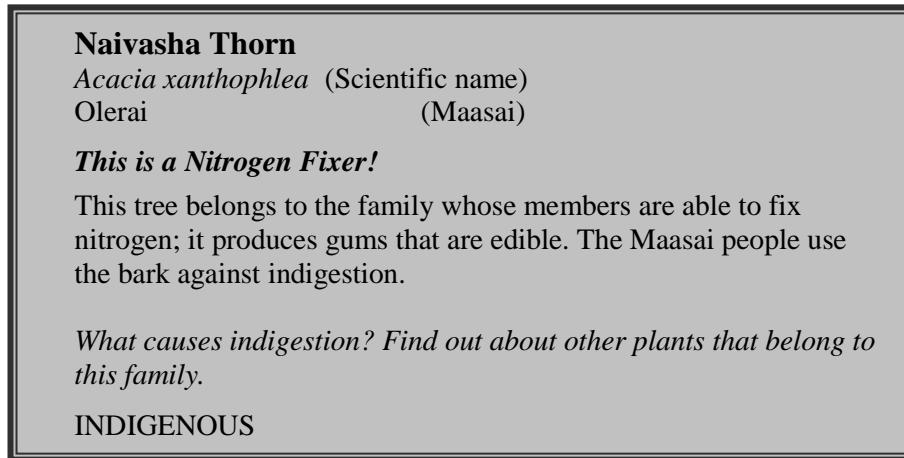 Naivasha Thorn
Acacia xanthophlea (Scientific name)
Olerai (Maasai)
This is a Nitrogen Fixer!
This tree belongs to the family whose members are able to fix
nitrogen; it produces gums that are edible. The Maasai people use
the bark against indigestion.
What causes indigestion? Find out about other plants that belong to
this family.
INDIGENOUS